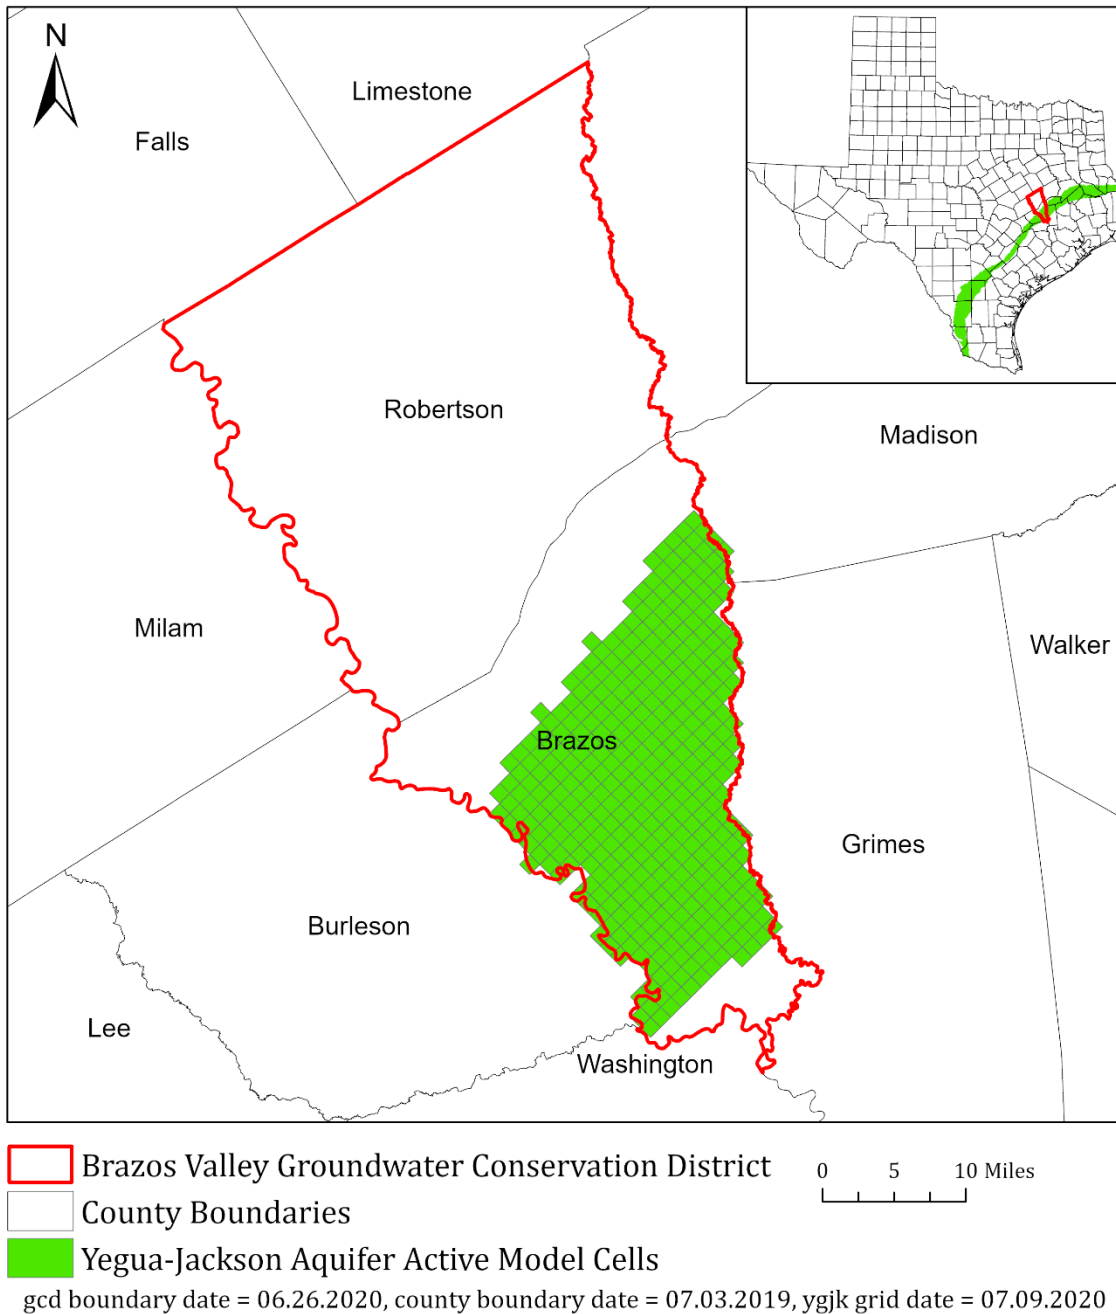 N
Limestone
Falls
Robertson
Madison
Milam
Walker
Brazos
Grimes
Burleson
Lee
Washington
Brazos Valley Groundwater Conservation District
0 5 10 Miles
County Boundaries
Yegua-Jackson Aquifer Active Model Cells
gcd boundary date = 06.26.2020, county boundary date = 07.03.2019, ygjk grid date = 07.09.2020